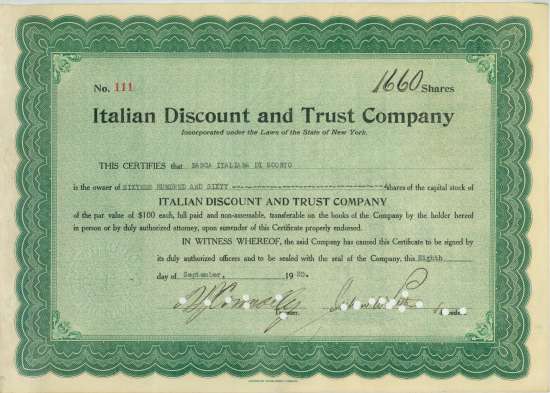 No. 111
1660 Shares
Italian Discount and Trust Company
Incorporated under the Laws of the State of New York.
THIS CERTIFIES that BANCA ITALIANA DI SCONTO
is the owner of SIXTEEN HUNDRED AND SIXTY shares of the capital stock of
ITALIAN DISCOUNT AND TRUST COMPANY
of the par value of $100 each, full paid and non-assessable, transferable on the books of the Company by the holder hereof
in person or by duly authorized attorney, upon surrender of this Certificate properly endorsed.
IN WITNESS WHEREOF, the said Company has caused this Certificate to be signed by
its duly authorized officers and to be sealed with the seal of the Company, this Eighth
day of September, 1920.